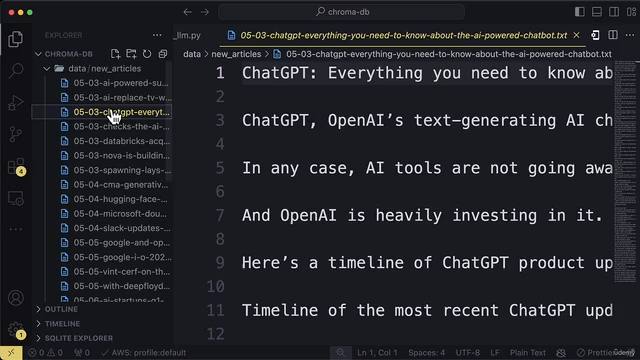 chroma-db
EXPLORER
_llm.py
05-03-chatgpt-everything-you-need-to-know-about-the-ai-powered-chatbot.txt
CHROMA-DB
data > new_articles > 05-03-chatgpt-everything-you-need-to-know-about-the-ai-powered-chatbot.txt
data / new_articles
05-03-ai-powered-su...
05-03-ai-replace-tv-w...
05-03-chatgpt-everyt...
05-03-checks-the-ai-...
05-03-databricks-acq...
05-03-nova-is-buildin...
05-03-spawning-lays-...
05-04-cma-generativ...
05-04-hugging-face-...
05-04-microsoft-dou...
05-04-slack-updates-...
05-05-google-and-op...
05-05-google-i-o-202...
05-05-vint-cerf-on-th...
05-05-with-deepfloyd...
05-06-ai-startups-q1-...
OUTLINE
TIMELINE
SQLITE EXPLORER
1 ChatGPT: Everything you need to know ab
2
3 ChatGPT, OpenAI's text-generating AI ch
4
5 In any case, AI tools are not going awa
6
7 And OpenAI is heavily investing in it.
8
9 Here's a timeline of ChatGPT product up
10
11 Timeline of the most recent ChatGPT upd
12
4
1
0 0 0 AWS: profile:default Ln 1, Col 1 Spaces: 4 UTF-8 LF Plain Text Prettier